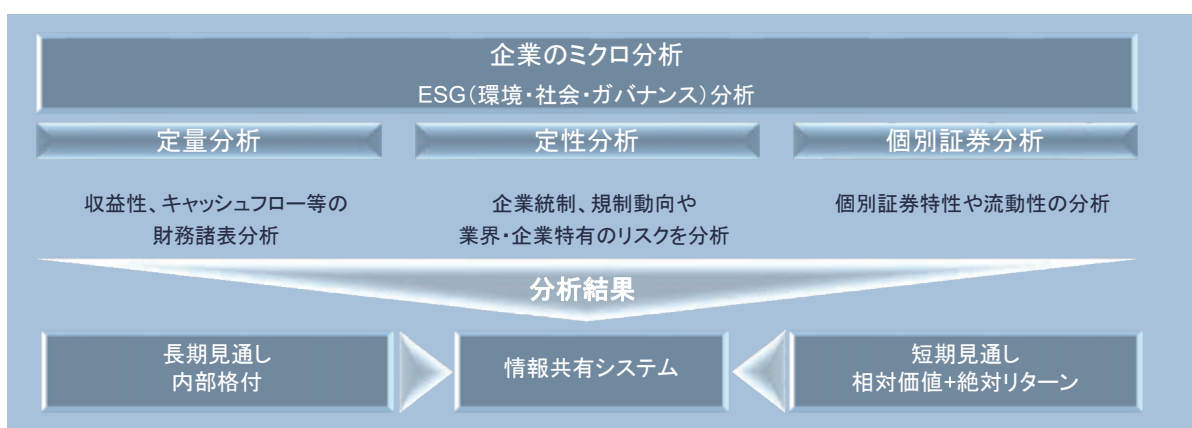 企業のミクロ分析
ESG(環境・社会・ガバナンス)分析
定量分析
定性分析
個別証券分析
収益性、キャッシュフロー等の
財務諸表分析
企業統制、規制動向や
業界・企業特有のリスクを分析
個別証券特性や流動性の分析
分析結果
長期見通し
内部格付
情報共有システム
短期見通し
相対価値+絶対リターン